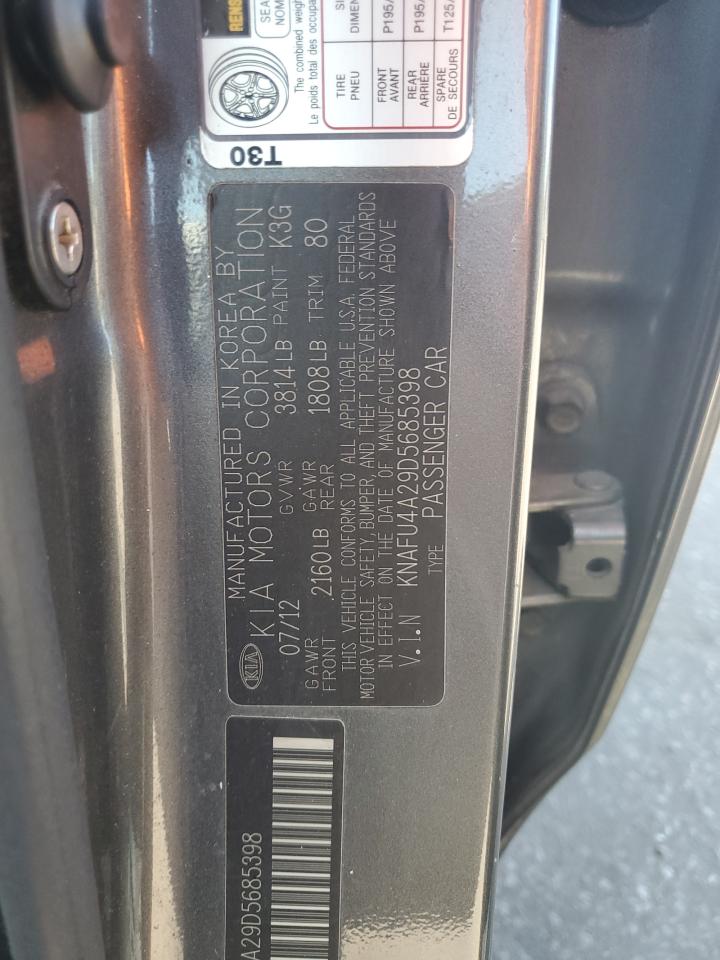 T30
The combined weigh
Le poids total des occupa
TIRE
PNEU
DIMEN
FRONT
AVANT
P195/
REAR
ARRIÈRE
P195/
SPARE
DE SECOURS
T125/
MANUFACTURED IN KOREA BY
KIA KIA MOTORS CORPORATION
07/12 GVWR 3814LB PAINT K3G
GAWR FRONT 2160LB GAWR REAR 1808LB TRIM 80
THIS VEHICLE CONFORMS TO ALL APPLICABLE U.S.A. FEDERAL
MOTOR VEHICLE SAFETY, BUMPER, AND THEFT PREVENTION STANDARDS
IN EFFECT ON THE DATE OF MANUFACTURE SHOWN ABOVE
V.I.N KNAFU4A29D5685398
TYPE PASSENGER CAR
A29D5685398